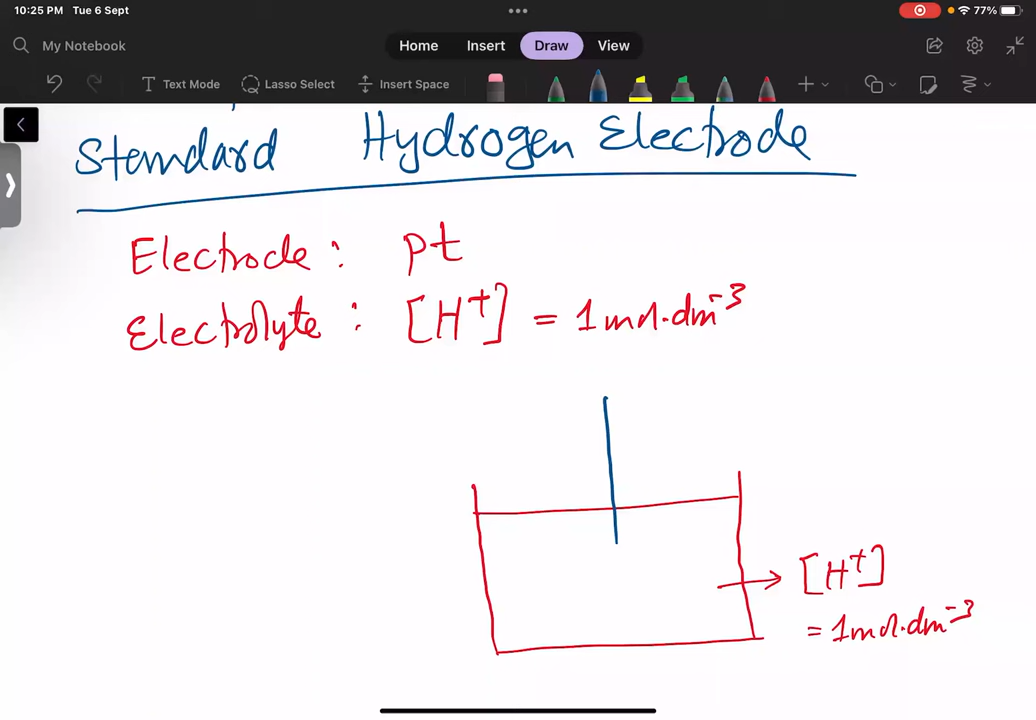 10:25 PM Tue 6 Sept
77%
My Notebook
Home Insert Draw View
Text Mode Lasso Select Insert Space
Standard Hydrogen Electrode
Electrode : pt
Electrolyte : [H⁺] = 1 mol.dm⁻³
[H⁺]
= 1 mol.dm⁻³